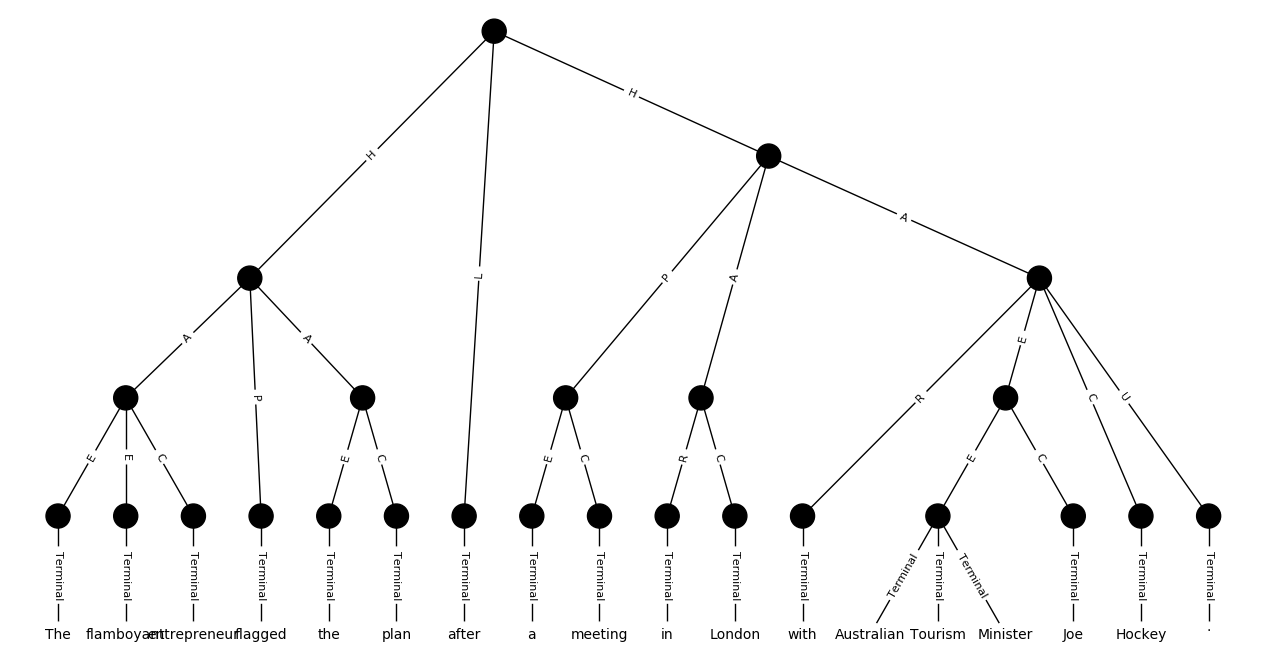 H
H
A
H
L
P
A
A
A
E
A
P
R
C
U
E
E
C
E
C
E
C
R
C
E
C
Terminal Terminal Terminal Terminal Terminal Terminal Terminal Terminal Terminal Terminal Terminal Terminal Terminal Terminal Terminal Terminal Terminal Terminal
The flamboyant entrepreneur flagged the plan after a meeting in London with Australian Tourism Minister Joe Hockey .